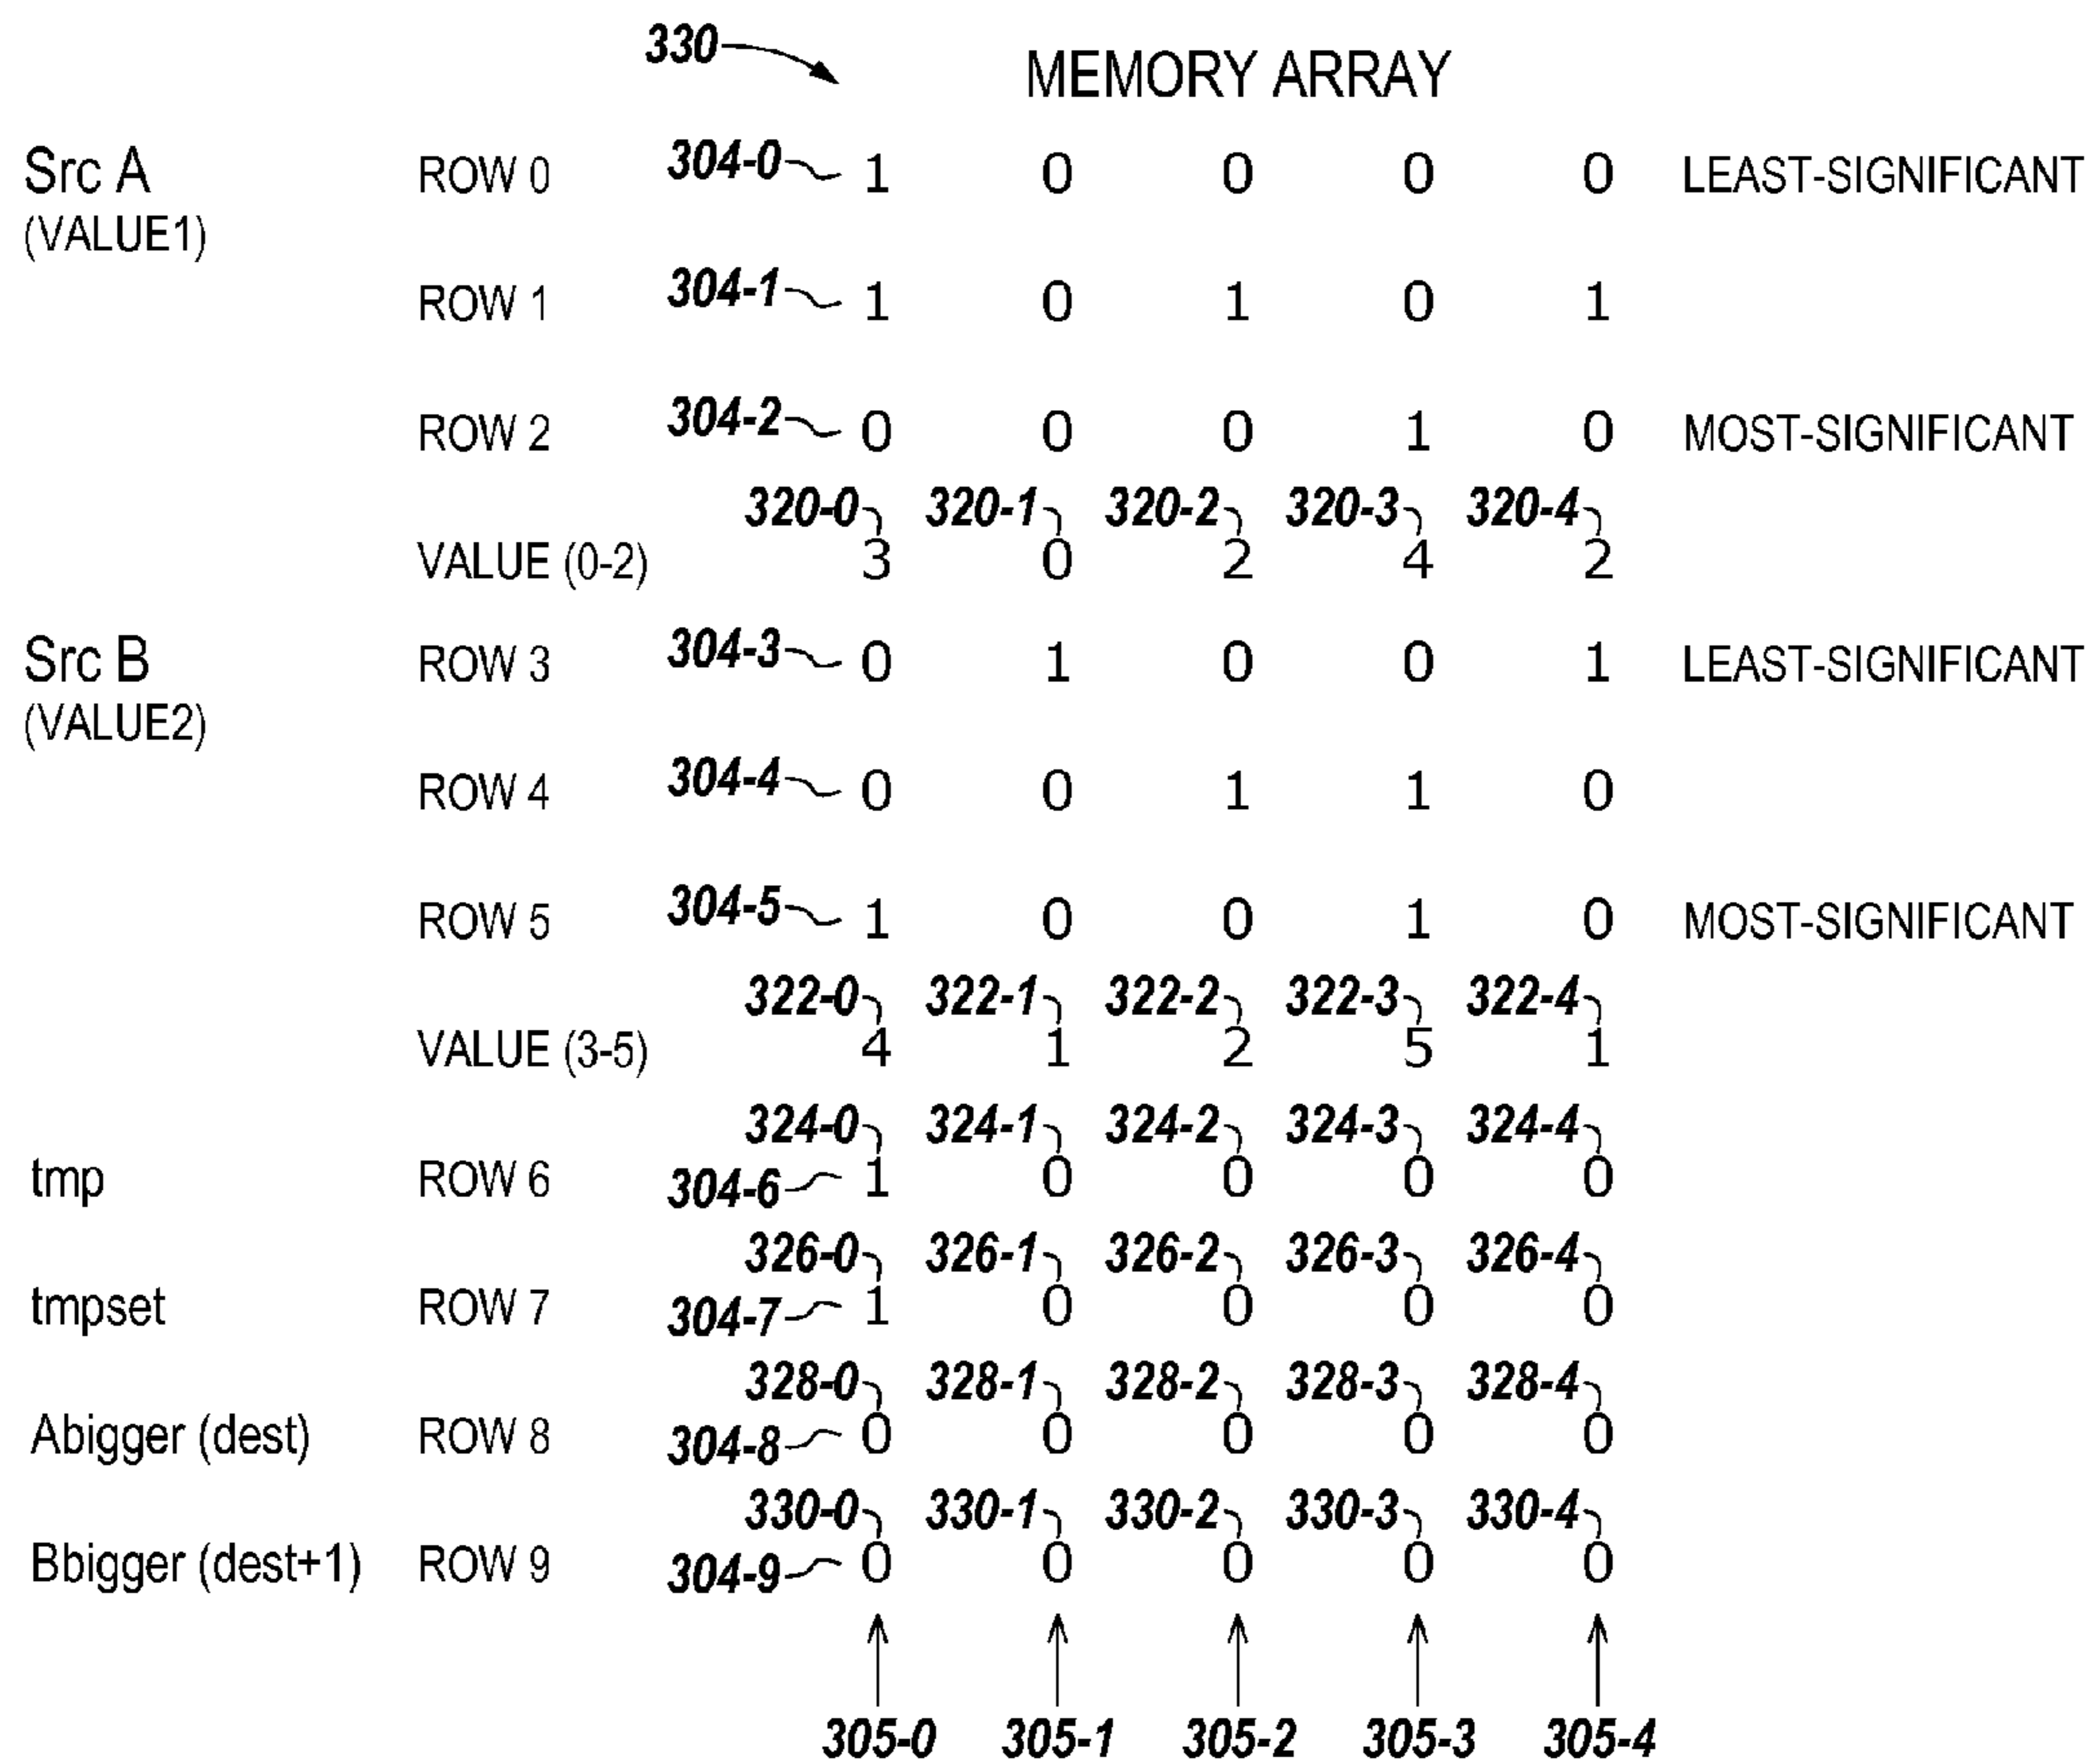 330 MEMORY ARRAY
Src A ROW 0 304-0 1 0 0 0 0 LEAST-SIGNIFICANT
(VALUE1)
ROW 1 304-1 1 0 1 0 1
ROW 2 304-2 0 0 0 1 0 MOST-SIGNIFICANT
320-0 320-1 320-2 320-3 320-4
VALUE (0-2) 3 0 2 4 2
Src B ROW 3 304-3 0 1 0 0 1 LEAST-SIGNIFICANT
(VALUE2)
ROW 4 304-4 0 0 1 1 0
ROW 5 304-5 1 0 0 1 0 MOST-SIGNIFICANT
322-0 322-1 322-2 322-3 322-4
VALUE (3-5) 4 1 2 5 1
324-0 324-1 324-2 324-3 324-4
tmp ROW 6 304-6 1 0 0 0 0
326-0 326-1 326-2 326-3 326-4
tmpset ROW 7 304-7 1 0 0 0 0
328-0 328-1 328-2 328-3 328-4
Abigger (dest) ROW 8 304-8 0 0 0 0 0
330-0 330-1 330-2 330-3 330-4
Bbigger (dest+1) ROW 9 304-9 0 0 0 0 0
305-0 305-1 305-2 305-3 305-4